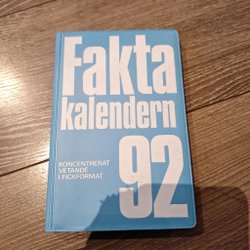 Fakta
kalendern
KONCENTRERAT
VETANDE
I FICKFORMAT
92